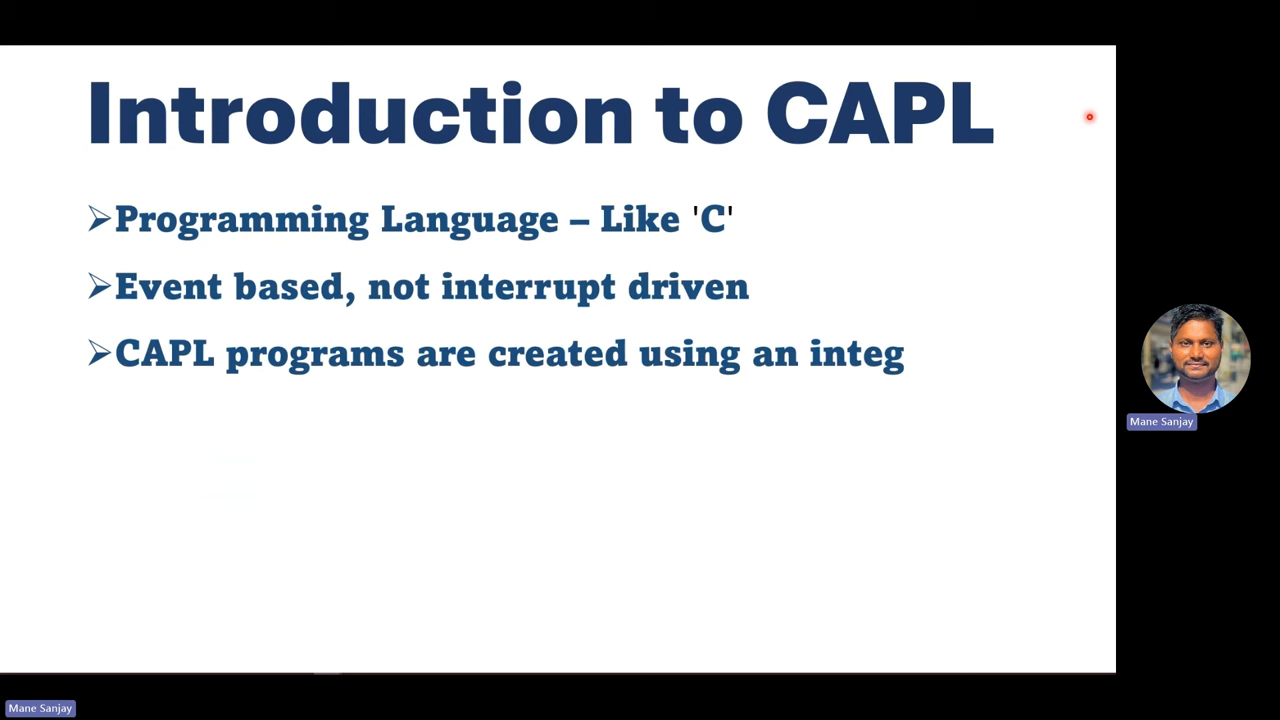 Introduction to CAPL
➢Programming Language – Like 'C'
➢Event based, not interrupt driven
➢CAPL programs are created using an integ
Mane Sanjay
Mane Sanjay